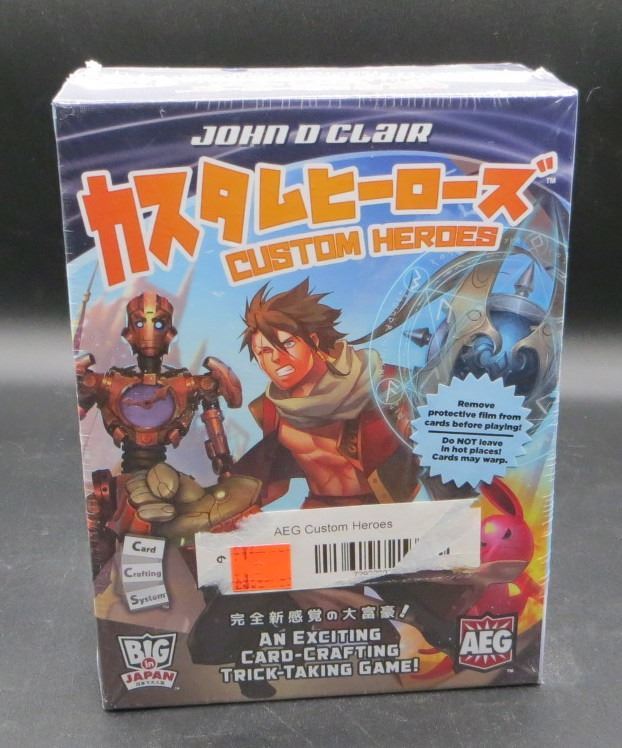 JOHN D CLAIR
カスタムヒーローズ™
CUSTOM HEROES
Remove
protective film from
cards before playing!
Do NOT leave
in hot places!
Cards may warp.
AEG Custom Heroes
Card
Crafting
System
完全新感覚の大富豪!
AN EXCITING
CARD-CRAFTING
TRICK-TAKING GAME!
BIG
in
JAPAN
AEG